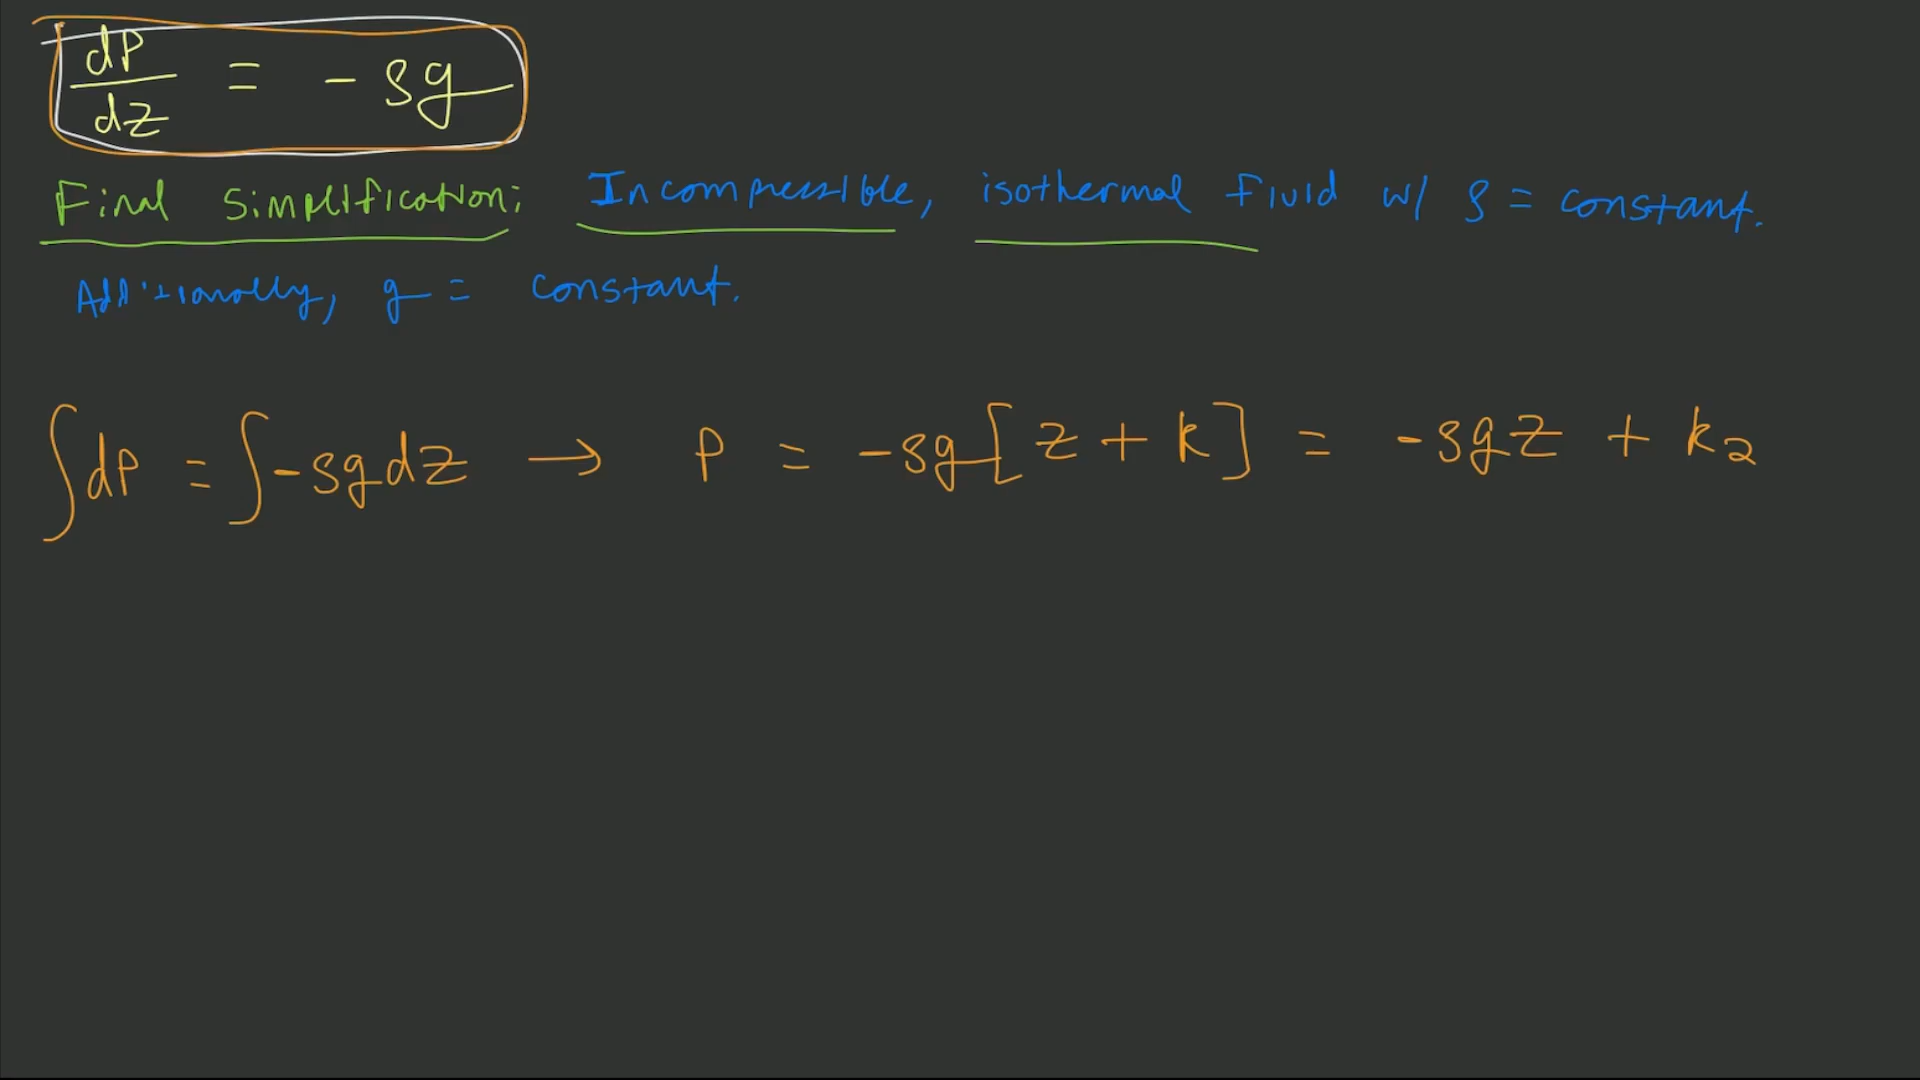 dP/dz = - ρg
Final Simplification: Incompressible, isothermal Fluid w/ ρ = constant.
Additionally, g = constant.
∫dP = ∫-ρgdz → P = -ρg[z + k] = -ρgz + k₂